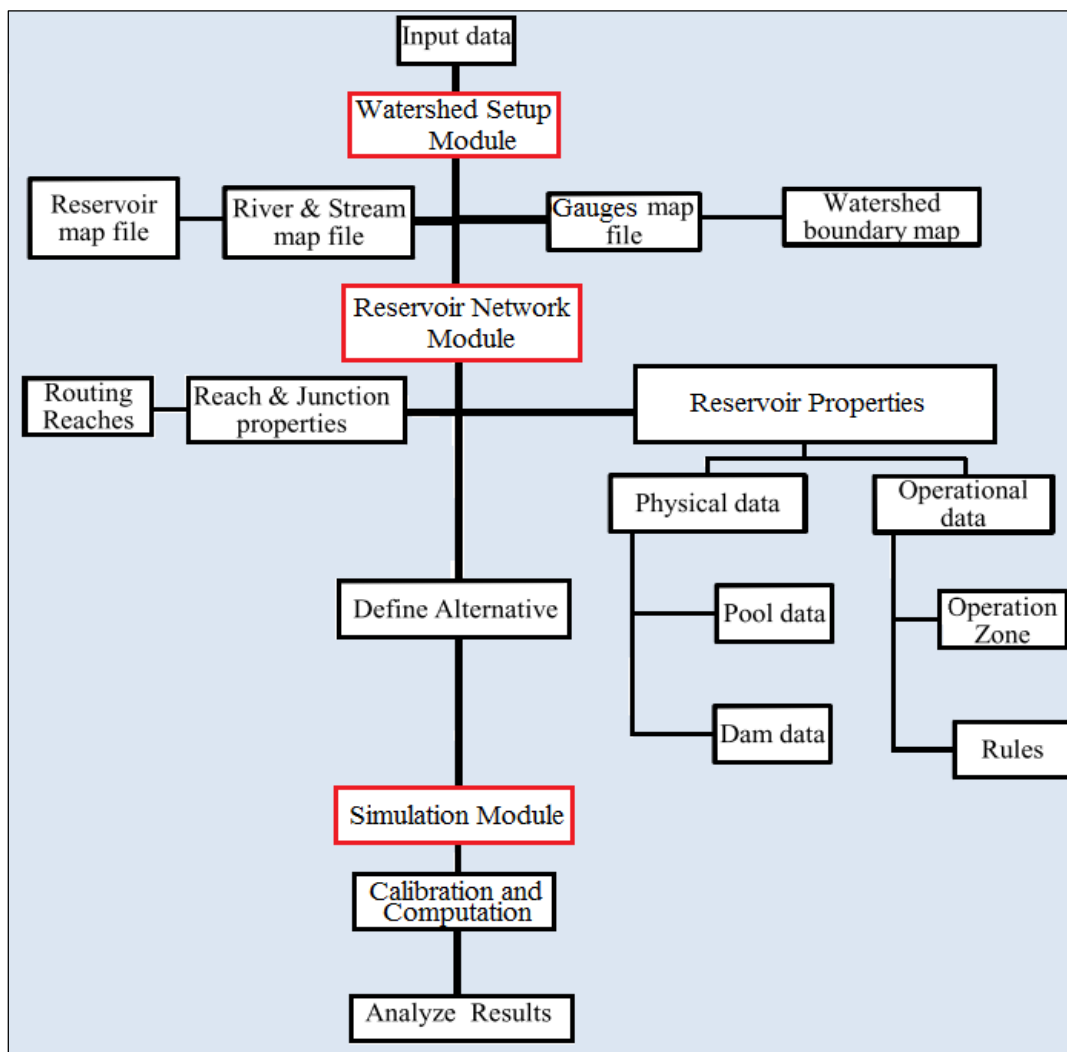 Input data
Watershed Setup
Module
Reservoir
map file
River & Stream
map file
Gauges map
file
Watershed
boundary map
Reservoir Network
Module
Routing
Reaches
Reach & Junction
properties
Reservoir Properties
Physical data
Operational
data
Define Alternative
Pool data
Operation
Zone
Dam data
Rules
Simulation Module
Calibration and
Computation
Analyze Results